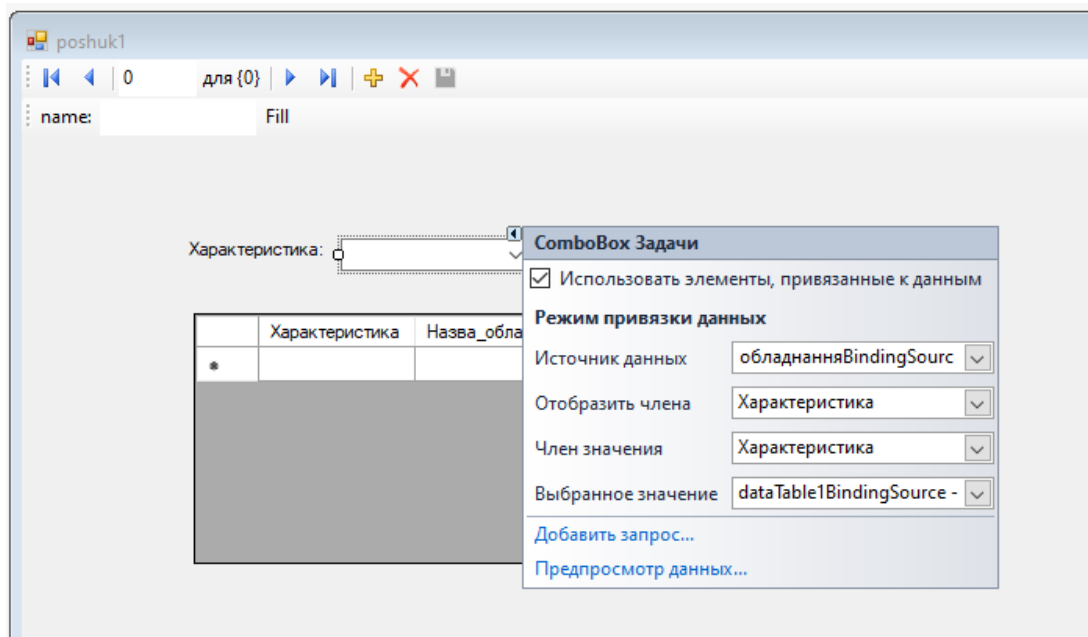 poshuk1
0 для {0}
name: Fill
Характеристика:
ComboBox Задачи
Использовать элементы, привязанные к данным
Режим привязки данных
Характеристика Назва_обла
Источник данных обладнанняBindingSourc
Отобразить члена Характеристика
Член значения Характеристика
Выбранное значение dataTable1BindingSource -
Добавить запрос...
Предпросмотр данных...